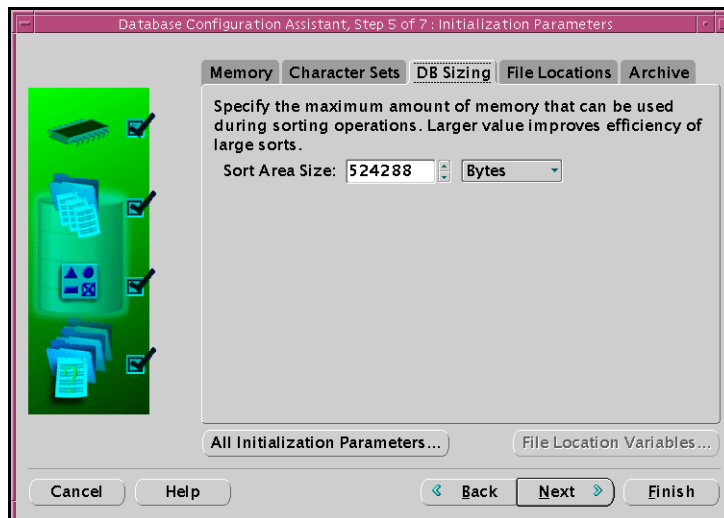 Database Configuration Assistant, Step 5 of 7 : Initialization Parameters
Memory Character Sets DB Sizing File Locations Archive
Specify the maximum amount of memory that can be used
during sorting operations. Larger value improves efficiency of
large sorts.
Sort Area Size: 524288 Bytes
All Initialization Parameters... File Location Variables...
Cancel Help Back Next Finish